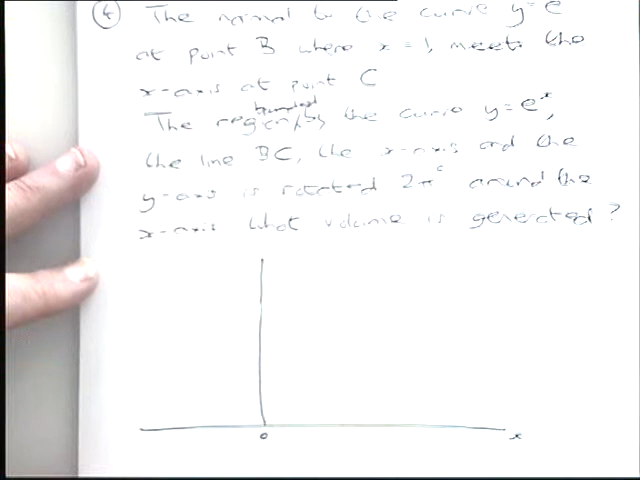 4 The normal to the curve y = e
at point B where x = 1, meets the
x-axis at point C
bounded
The region by the curve y = e^x,
the line BC, the x-axis and the
y-axis is rotated 2π^c around the
x-axis what volume is generated?
o x